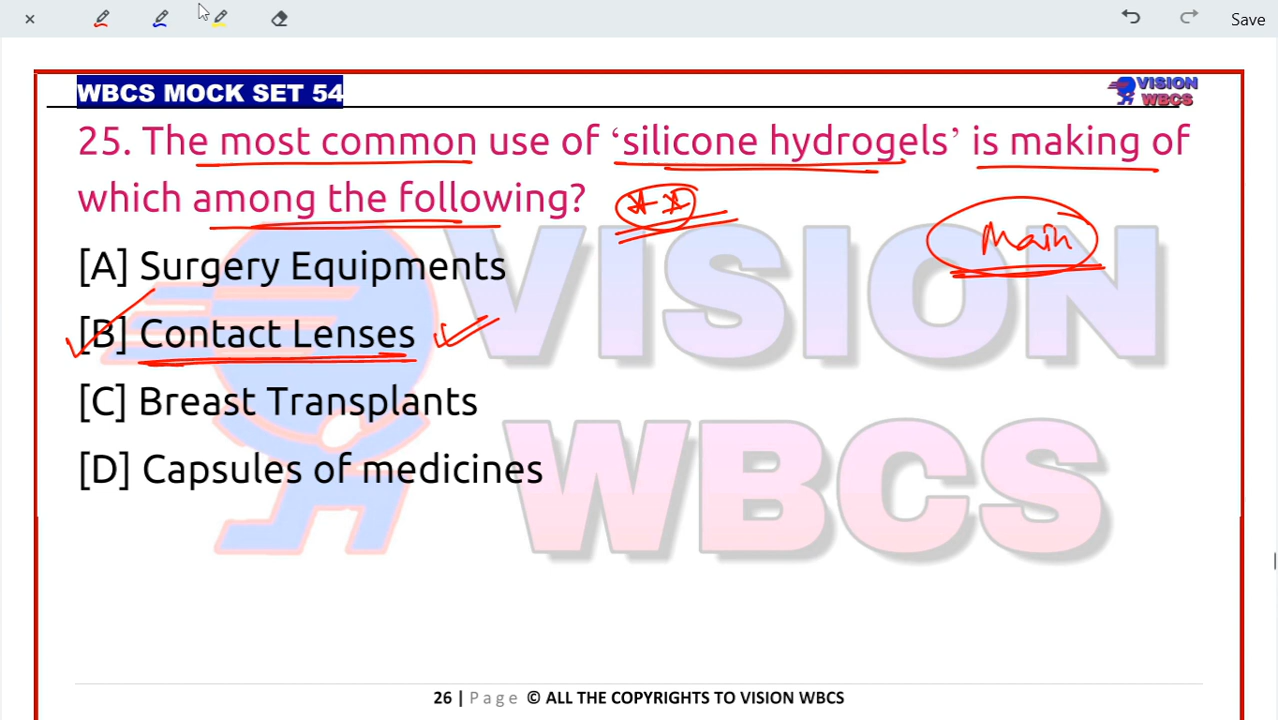 Save
WBCS MOCK SET 54
VISION
WBCS
25. The most common use of ‘silicone hydrogels’ is making of
which among the following?
Main
[A] Surgery Equipments
[B] Contact Lenses
[C] Breast Transplants
[D] Capsules of medicines
VISION
WBCS
26 | Page © ALL THE COPYRIGHTS TO VISION WBCS